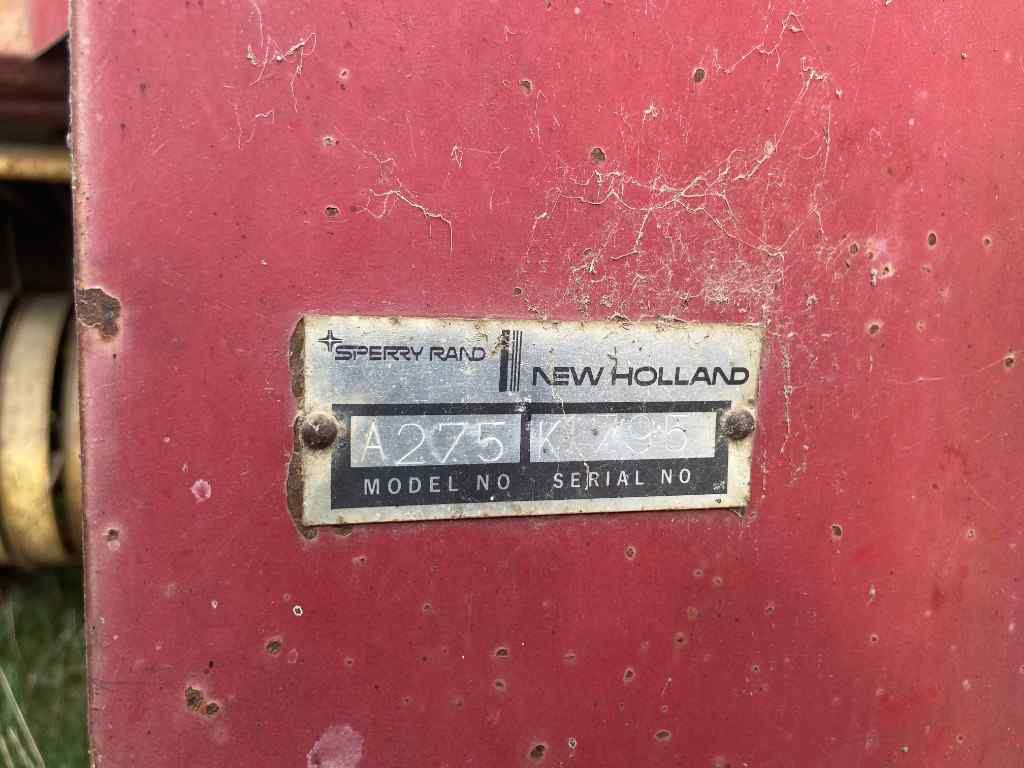 SPERRY RAND
NEW HOLLAND
A275
MODEL NO SERIAL NO